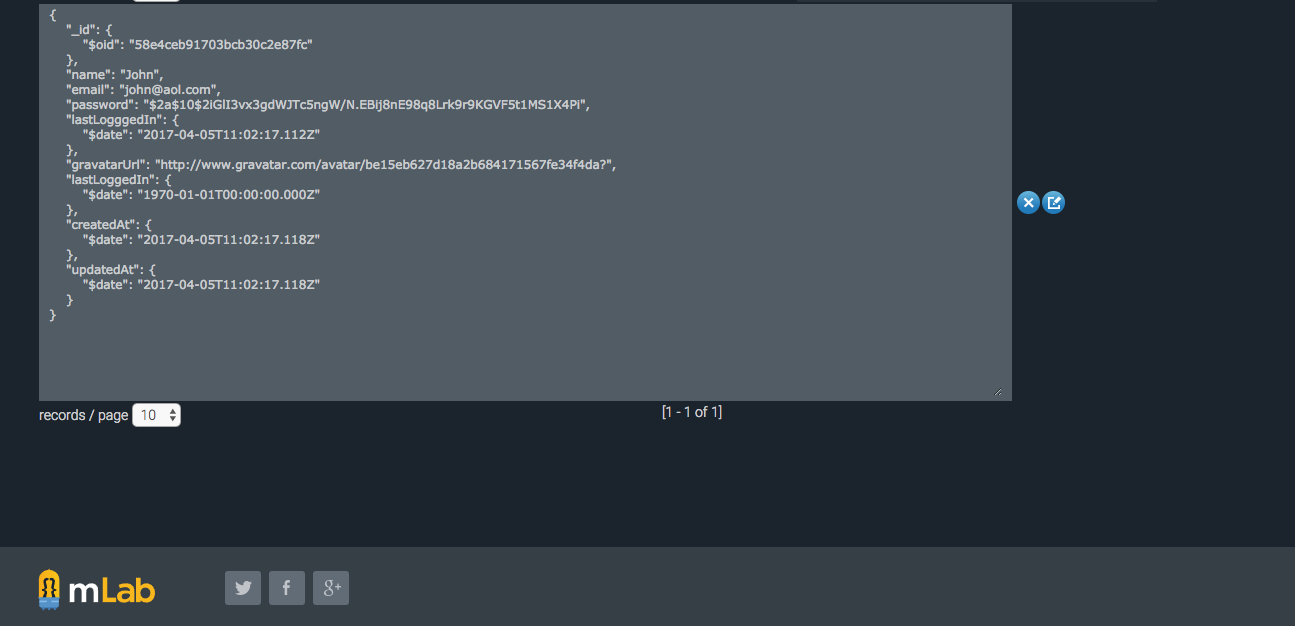 {
"_id": {
"$oid": "58e4ceb91703bcb30c2e87fc"
},
"name": "John",
"email": "john@aol.com",
"password": "$2a$10$2iGlI3vx3gdWJTc5ngW/N.EBij8nE98q8Lrk9r9KGVF5t1MS1X4Pi",
"lastLogggedIn": {
"$date": "2017-04-05T11:02:17.112Z"
},
"gravatarUrl": "http://www.gravatar.com/avatar/be15eb627d18a2b684171567fe34f4da?",
"lastLoggedIn": {
"$date": "1970-01-01T00:00:00.000Z"
},
"createdAt": {
"$date": "2017-04-05T11:02:17.118Z"
},
"updatedAt": {
"$date": "2017-04-05T11:02:17.118Z"
}
}
records / page 10 [1 - 1 of 1]
mLab